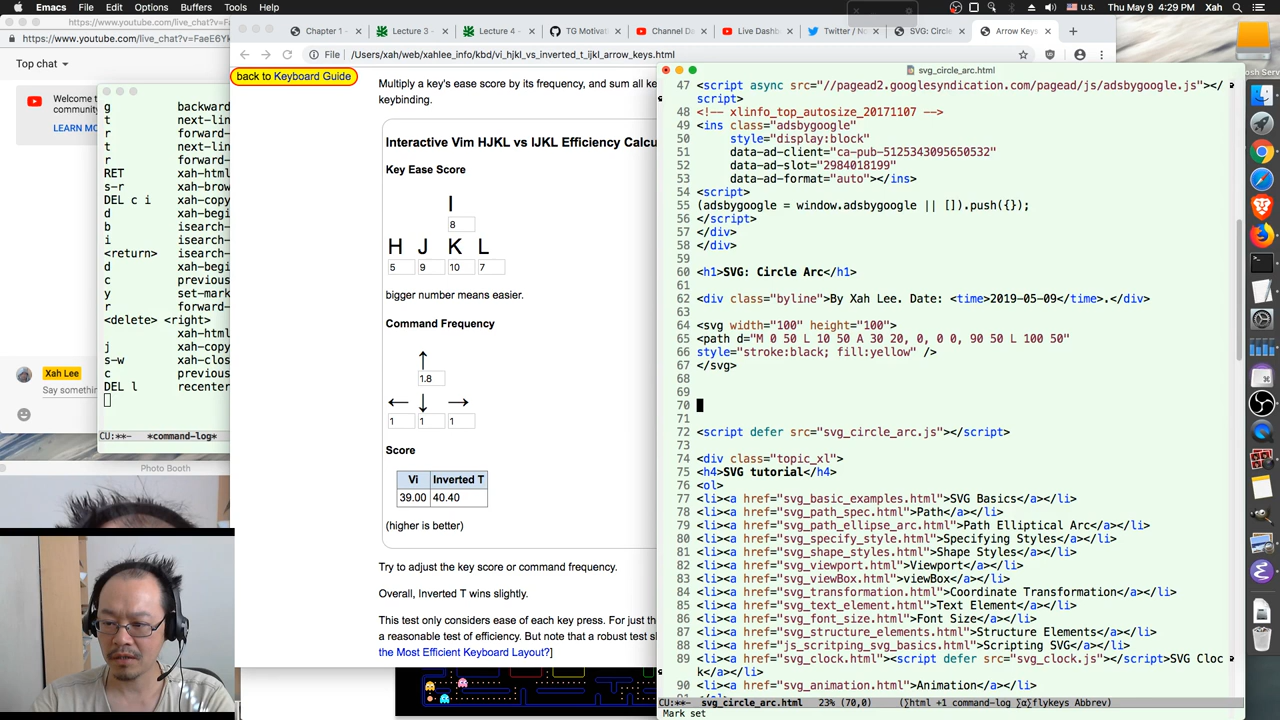 Emacs File Edit Options Buffers Tools Help
U.S. Thu May 9 4:29 PM Xah
https://www.youtube.com/live_chat?v=
https://www.youtube.com/live_chat?v=FaeE6Y
Top chat
Welcome t
community
LEARN MO
Xah Lee
Say somethin
g backward
t next-lin
r forward-
t next-lin
r forward-
RET xah-html
s-r xah-brow
DEL c i xah-copy
d xah-begi
b isearch-
i isearch-
<return> isearch-
d xah-begi
c previous
y set-mark
r forward-
<delete> <right>
xah-html
j xah-copy
s-w xah-clos
c previous
DEL l recenter
CU:**- *command-log*
Photo Booth
Chapter 1 -
Lecture 3 -
Lecture 4 -
TG Motivat
Channel Da
Live Dashb
Twitter / Ne
SVG: Circle
Arrow Keys
File /Users/xah/web/xahlee_info/kbd/vi_hjkl_vs_inverted_t_ijkl_arrow_keys.html
back to Keyboard Guide
Multiply a key's ease score by its frequency, and sum all ke
keybinding.
Interactive Vim HJKL vs IJKL Efficiency Calcu
Key Ease Score
I
8
H J K L
5 9 10 7
bigger number means easier.
Command Frequency
↑
1.8
← ↓ →
1 1 1
Score
Vi Inverted T
39.00 40.40
(higher is better)
Try to adjust the key score or command frequency.
Overall, Inverted T wins slightly.
This test only considers ease of each key press. For just th
a reasonable test of efficiency. But note that a robust test s
the Most Efficient Keyboard Layout?]
svg_circle_arc.html
47 <script async src="//pagead2.googlesyndication.com/pagead/js/adsbygoogle.js"></
script>
48 <!-- xlinfo_top_autosize_20171107 -->
49 <ins class="adsbygoogle"
50 style="display:block"
51 data-ad-client="ca-pub-5125343095650532"
52 data-ad-slot="2984018199"
53 data-ad-format="auto"></ins>
54 <script>
55 (adsbygoogle = window.adsbygoogle || []).push({});
56 </script>
57 </div>
58 </div>
59
60 <h1>SVG: Circle Arc</h1>
61
62 <div class="byline">By Xah Lee. Date: <time>2019-05-09</time>.</div>
63
64 <svg width="100" height="100">
65 <path d="M 0 50 L 10 50 A 30 20, 0, 0 0, 90 50 L 100 50"
66 style="stroke:black; fill:yellow" />
67 </svg>
68
69
70
71
72 <script defer src="svg_circle_arc.js"></script>
73
74 <div class="topic_xl">
75 <h4>SVG tutorial</h4>
76 <ol>
77 <li><a href="svg_basic_examples.html">SVG Basics</a></li>
78 <li><a href="svg_path_spec.html">Path</a></li>
79 <li><a href="svg_path_ellipse_arc.html">Path Elliptical Arc</a></li>
80 <li><a href="svg_specify_style.html">Specifying Styles</a></li>
81 <li><a href="svg_shape_styles.html">Shape Styles</a></li>
82 <li><a href="svg_viewport.html">Viewport</a></li>
83 <li><a href="svg_viewBox.html">viewBox</a></li>
84 <li><a href="svg_transformation.html">Coordinate Transformation</a></li>
85 <li><a href="svg_text_element.html">Text Element</a></li>
86 <li><a href="svg_font_size.html">Font Size</a></li>
87 <li><a href="svg_structure_elements.html">Structure Elements</a></li>
88 <li><a href="js_scritping_svg_basics.html">Scripting SVG</a></li>
89 <li><a href="svg_clock.html"><script defer src="svg_clock.js"></script>SVG Cloc
k</a></li>
90 <li><a href="svg_animation.html">Animation</a></li>
CU:**- svg_circle_arc.html 23% (70,0) (∑html +1 command-log ∑α∫flykeys Abbrev)
Mark set